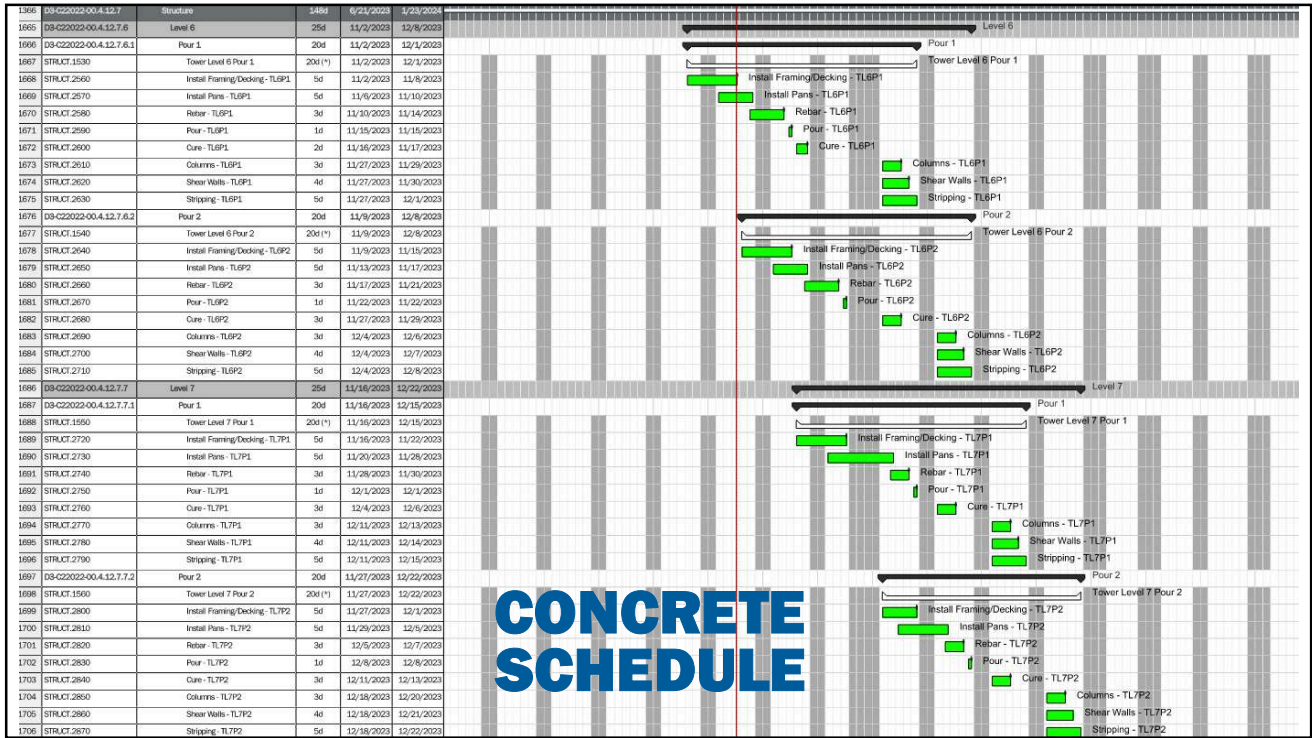 1366 D3-C22022-00.4.12.7 Structure 148d 6/21/2023 1/23/2024
1665 D3-C22022-00.4.12.7.6 Level 6 25d 11/2/2023 12/8/2023 Level 6
1666 D3-C22022-00.4.12.7.6.1 Pour 1 20d 11/2/2023 12/1/2023 Pour 1
1667 STRUCT.1530 Tower Level 6 Pour 1 20d (*) 11/2/2023 12/1/2023 Tower Level 6 Pour 1
1668 STRUCT.2560 Install Framing/Decking - TL6P1 5d 11/2/2023 11/8/2023 Install Framing/Decking - TL6P1
1669 STRUCT.2570 Install Pans - TL6P1 5d 11/6/2023 11/10/2023 Install Pans - TL6P1
1670 STRUCT.2580 Rebar - TL6P1 3d 11/10/2023 11/14/2023 Rebar - TL6P1
1671 STRUCT.2590 Pour - TL6P1 1d 11/15/2023 11/15/2023 Pour - TL6P1
1672 STRUCT.2600 Cure - TL6P1 2d 11/16/2023 11/17/2023 Cure - TL6P1
1673 STRUCT.2610 Columns - TL6P1 3d 11/27/2023 11/29/2023 Columns - TL6P1
1674 STRUCT.2620 Shear Walls - TL6P1 4d 11/27/2023 11/30/2023 Shear Walls - TL6P1
1675 STRUCT.2630 Stripping - TL6P1 5d 11/27/2023 12/1/2023 Stripping - TL6P1
1676 D3-C22022-00.4.12.7.6.2 Pour 2 20d 11/9/2023 12/8/2023 Pour 2
1677 STRUCT.1540 Tower Level 6 Pour 2 20d (*) 11/9/2023 12/8/2023 Tower Level 6 Pour 2
1678 STRUCT.2640 Install Framing/Decking - TL6P2 5d 11/9/2023 11/15/2023 Install Framing/Decking - TL6P2
1679 STRUCT.2650 Install Pans - TL6P2 5d 11/13/2023 11/17/2023 Install Pans - TL6P2
1680 STRUCT.2660 Rebar - TL6P2 3d 11/17/2023 11/21/2023 Rebar - TL6P2
1681 STRUCT.2670 Pour - TL6P2 1d 11/22/2023 11/22/2023 Pour - TL6P2
1682 STRUCT.2680 Cure - TL6P2 3d 11/27/2023 11/29/2023 Cure - TL6P2
1683 STRUCT.2690 Columns - TL6P2 3d 12/4/2023 12/6/2023 Columns - TL6P2
1684 STRUCT.2700 Shear Walls - TL6P2 4d 12/4/2023 12/7/2023 Shear Walls - TL6P2
1685 STRUCT.2710 Stripping - TL6P2 5d 12/4/2023 12/8/2023 Stripping - TL6P2
1686 D3-C22022-00.4.12.7.7 Level 7 25d 11/16/2023 12/22/2023 Level 7
1687 D3-C22022-00.4.12.7.7.1 Pour 1 20d 11/16/2023 12/15/2023 Pour 1
1688 STRUCT.1550 Tower Level 7 Pour 1 20d (*) 11/16/2023 12/15/2023 Tower Level 7 Pour 1
1689 STRUCT.2720 Install Framing/Decking - TL7P1 5d 11/16/2023 11/22/2023 Install Framing/Decking - TL7P1
1690 STRUCT.2730 Install Pans - TL7P1 5d 11/20/2023 11/28/2023 Install Pans - TL7P1
1691 STRUCT.2740 Rebar - TL7P1 3d 11/28/2023 11/30/2023 Rebar - TL7P1
1692 STRUCT.2750 Pour - TL7P1 1d 12/1/2023 12/1/2023 Pour - TL7P1
1693 STRUCT.2760 Cure - TL7P1 3d 12/4/2023 12/6/2023 Cure - TL7P1
1694 STRUCT.2770 Columns - TL7P1 3d 12/11/2023 12/13/2023 Columns - TL7P1
1695 STRUCT.2780 Shear Walls - TL7P1 4d 12/11/2023 12/14/2023 Shear Walls - TL7P1
1696 STRUCT.2790 Stripping - TL7P1 5d 12/11/2023 12/15/2023 Stripping - TL7P1
1697 D3-C22022-00.4.12.7.7.2 Pour 2 20d 11/27/2023 12/22/2023 Pour 2
1698 STRUCT.1560 Tower Level 7 Pour 2 20d (*) 11/27/2023 12/22/2023 Tower Level 7 Pour 2
1699 STRUCT.2800 Install Framing/Decking - TL7P2 5d 11/27/2023 12/1/2023 Install Framing/Decking - TL7P2
1700 STRUCT.2810 Install Pans - TL7P2 5d 11/29/2023 12/5/2023 Install Pans - TL7P2
1701 STRUCT.2820 Rebar - TL7P2 3d 12/5/2023 12/7/2023 Rebar - TL7P2
1702 STRUCT.2830 Pour - TL7P2 1d 12/8/2023 12/8/2023 Pour - TL7P2
1703 STRUCT.2840 Cure - TL7P2 3d 12/11/2023 12/13/2023 Cure - TL7P2
1704 STRUCT.2850 Columns - TL7P2 3d 12/18/2023 12/20/2023 Columns - TL7P2
1705 STRUCT.2860 Shear Walls - TL7P2 4d 12/18/2023 12/21/2023 Shear Walls - TL7P2
1706 STRUCT.2870 Stripping - TL7P2 5d 12/18/2023 12/22/2023 Stripping - TL7P2
CONCRETE
SCHEDULE